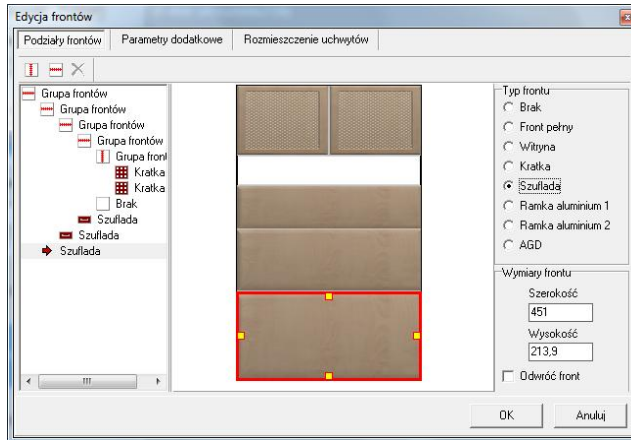 Edycja frontów
Podziały frontów Parametry dodatkowe Rozmieszczenie uchwytów
Grupa frontów
Grupa frontów
Grupa frontów
Grupa frontów
Grupa front
Kratka
Kratka
Brak
Szuflada
Szuflada
Szuflada
Typ frontu
Brak
Front pełny
Witryna
Kratka
Szuflada
Ramka aluminium 1
Ramka aluminium 2
AGD
Wymiary frontu
Szerokość
451
Wysokość
213,9
Odwróć front
OK Anuluj